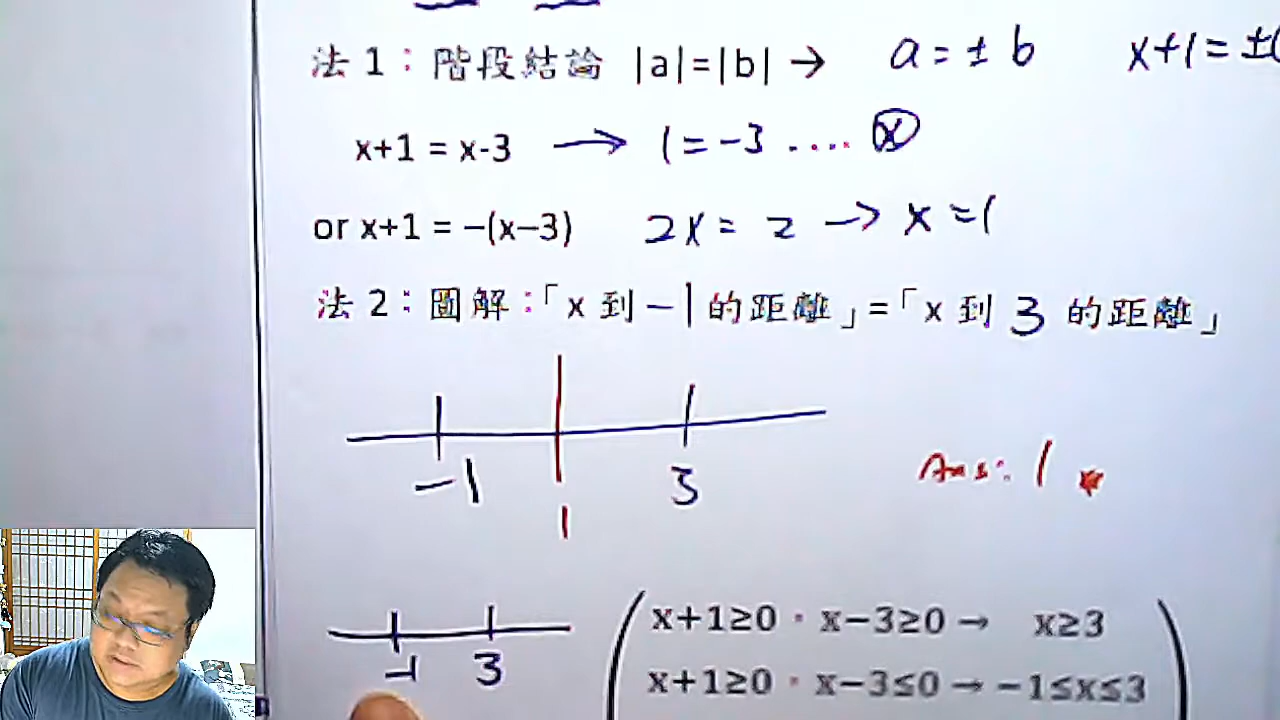 法 1：階段結論 |a|=|b| → a = ± b x+1 = ±(
x+1 = x-3 → 1 = -3 .... ⓧ
or x+1 = –(x–3) 2x = 2 → x = 1
法 2：圖解：「x 到 -1 的距離」=「x 到 3 的距離」
-1 1 3
Ans: 1
-1 3
x+1≥0，x−3≥0→ x≥3
x+1≥0，x−3≤0→ −1≤x≤3